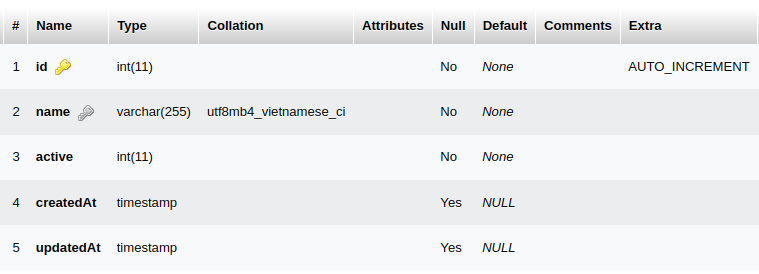 # Name Type Collation Attributes Null Default Comments Extra
1 id int(11) No None AUTO_INCREMENT
2 name varchar(255) utf8mb4_vietnamese_ci No None
3 active int(11) No None
4 createdAt timestamp Yes NULL
5 updatedAt timestamp Yes NULL